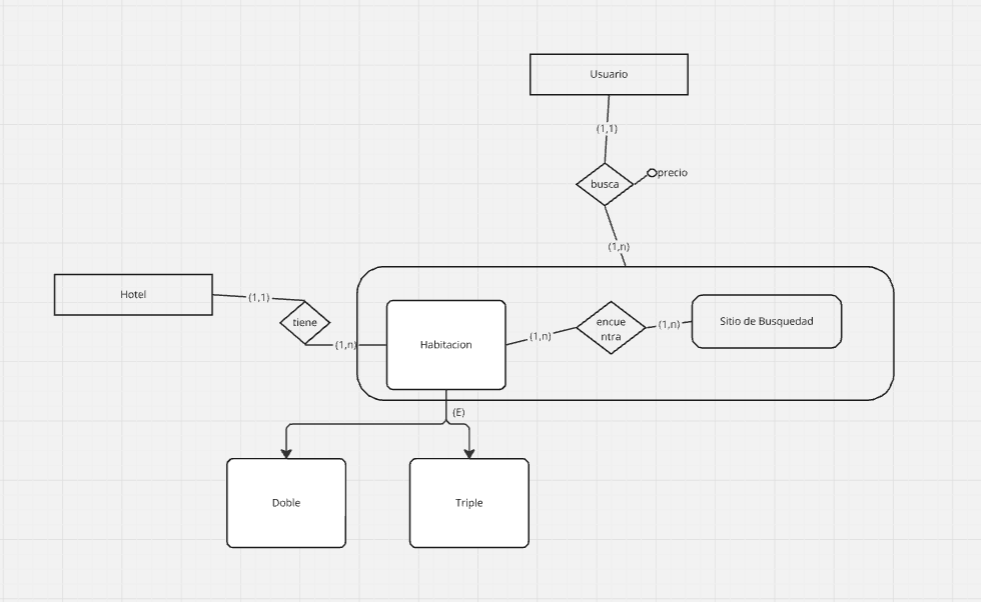 Usuario
(1,1)
busca
precio
(1,n)
Hotel
(1,1)
tiene
(1,n)
Habitacion
(1,n)
encue
ntra
(1,n)
Sitio de Busquedad
(E)
Doble
Triple